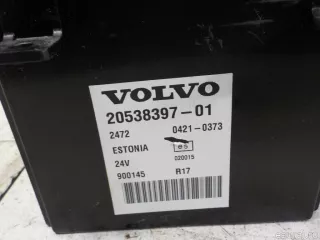 VOLVO
20538397-01
2472 0421-0373
ESTONIA
24V 020015
900145 R17